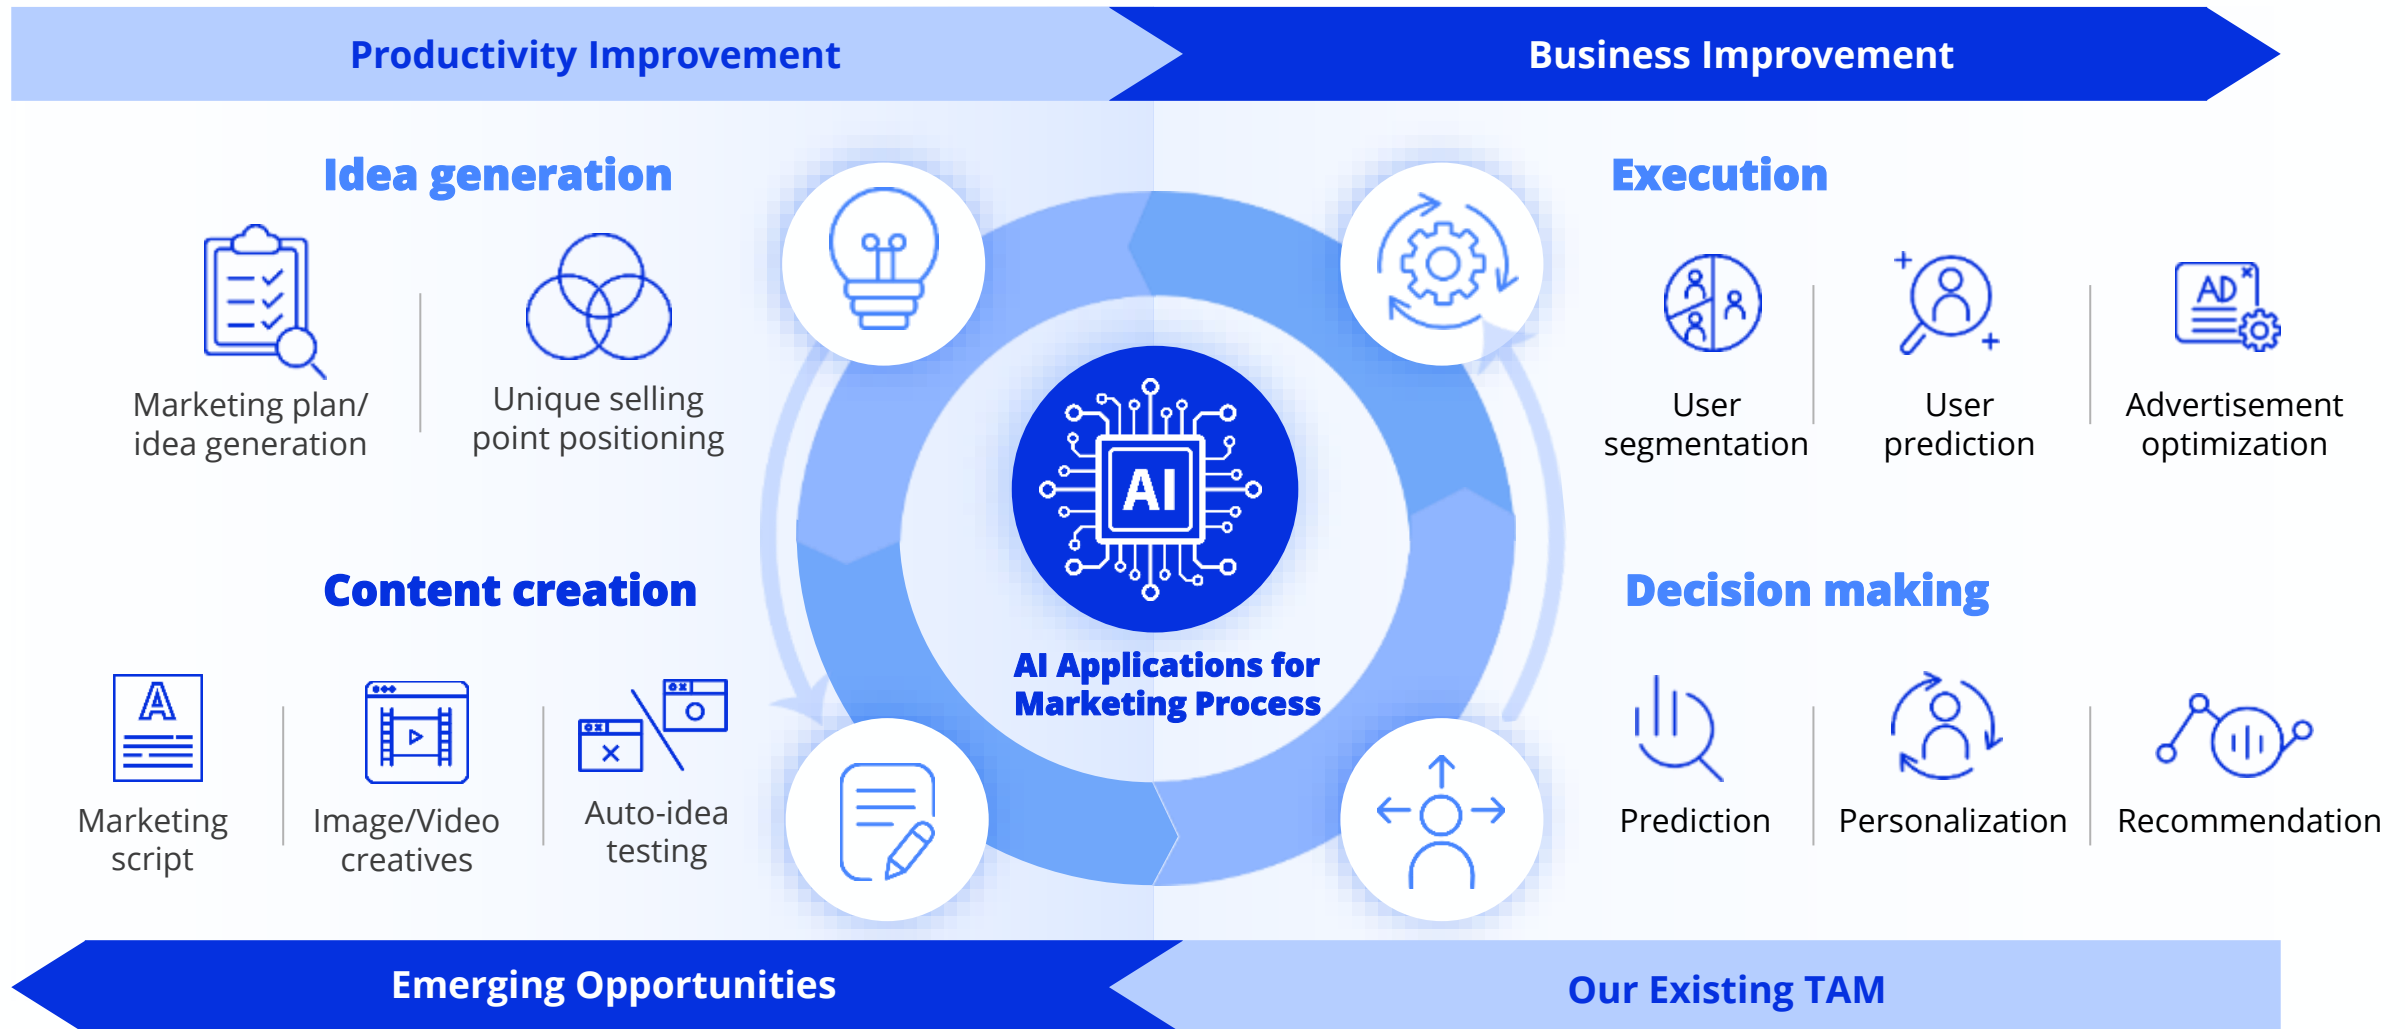 Productivity Improvement
Business Improvement
Idea generation
Marketing plan/
idea generation
Unique selling
point positioning
Execution
User
segmentation
User
prediction
AD
Advertisement
optimization
AI
AI Applications for
Marketing Process
Content creation
A
Marketing
script
Image/Video
creatives
Auto-idea
testing
Decision making
Prediction
Personalization
Recommendation
Emerging Opportunities
Our Existing TAM